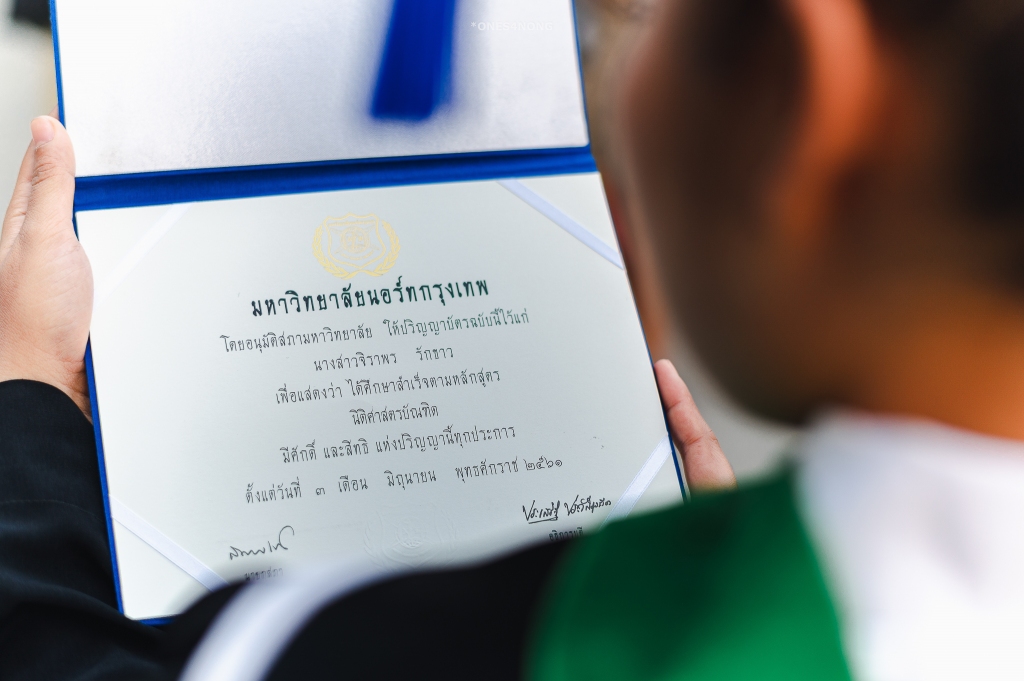 มหาวิทยาลัยนอร์ทกรุงเทพ
โดยอนุมัติสภามหาวิทยาลัย ให้ปริญญาบัตรฉบับนี้ไว้แก่
นางสาวจิราพร รักขาว
เพื่อแสดงว่า ได้ศึกษาสำเร็จตามหลักสูตร
นิติศาสตรบัณฑิต
มีศักดิ์ และสิทธิ แห่งปริญญานี้ทุกประการ
ตั้งแต่วันที่ ๓ เดือน มิถุนายน พุทธศักราช ๒๕๖๑
อธิการบดี